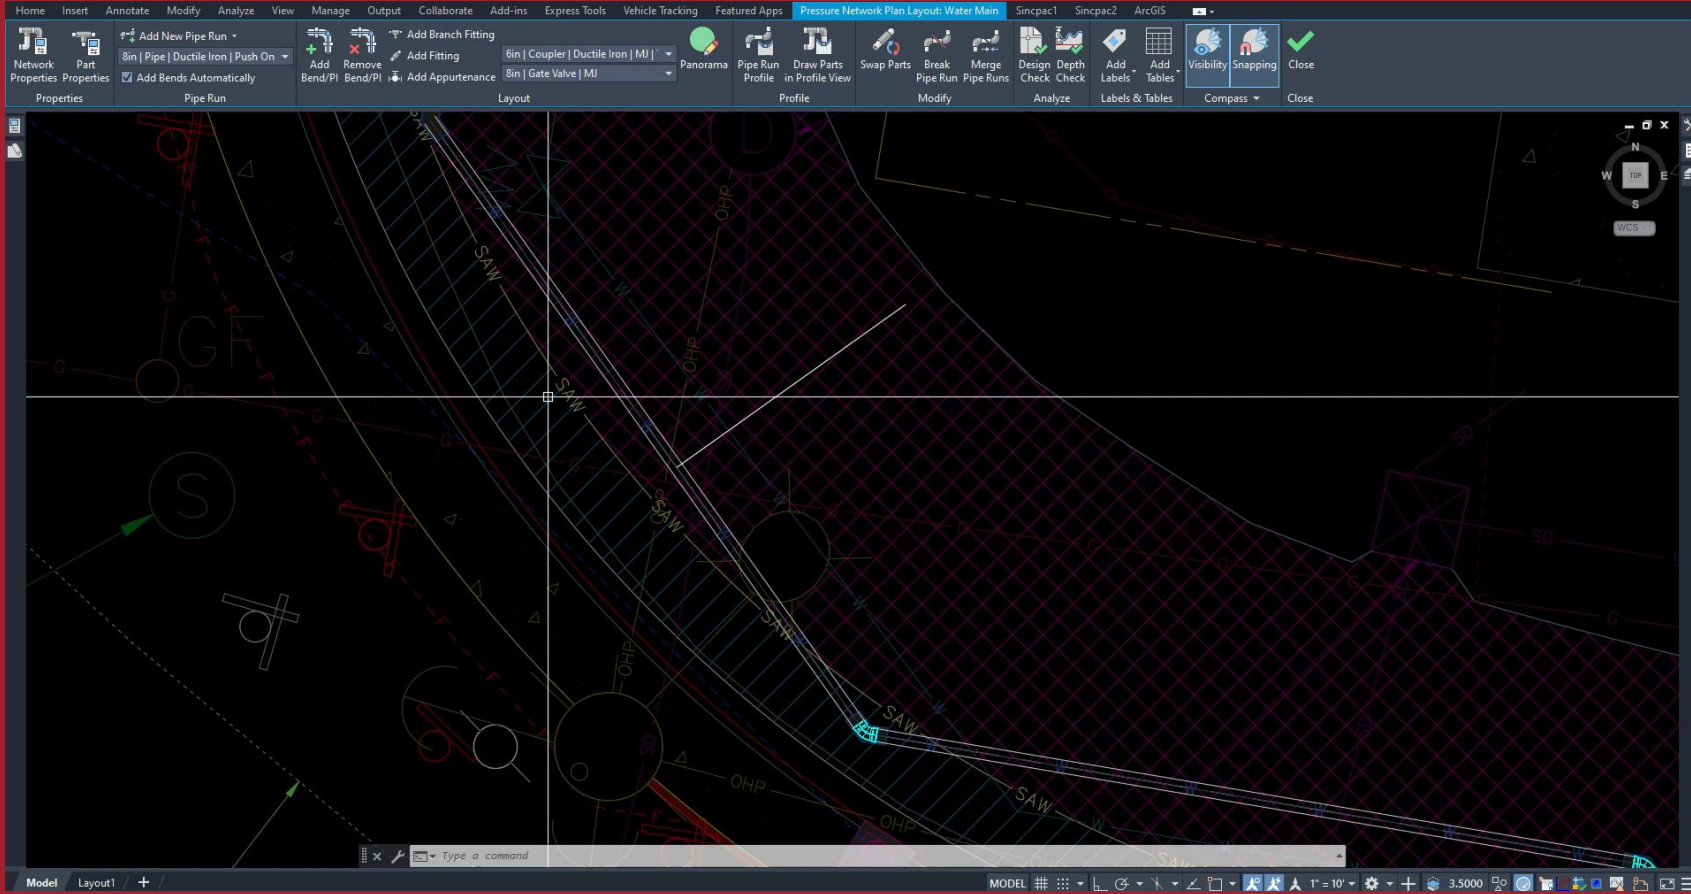 Home Insert Annotate Modify Analyze View Manage Output Collaborate Add-ins Express Tools Vehicle Tracking Featured Apps Pressure Network Plan Layout: Water Main Sincpac1 Sincpac2 ArcGIS
Network Properties
Part Properties
Properties
Add New Pipe Run
8in | Pipe | Ductile Iron | Push On
Add Bends Automatically
Pipe Run
Add Bend/PI
Remove Bend/PI
Add Branch Fitting
Add Fitting
Add Appurtenance
6in | Coupler | Ductile Iron | MJ |
8in | Gate Valve | MJ
Panorama
Layout
Pipe Run Profile
Draw Parts in Profile View
Profile
Swap Parts
Break Pipe Run
Merge Pipe Runs
Modify
Design Check
Depth Check
Analyze
Add Labels
Add Tables
Labels & Tables
Visibility
Snapping
Compass
Close
Close
N
W TOP E
S
WCS
SAW
D
OHP
F
W
SAW
G
GF
W
OHP
G
SAW
G
SD
S
SAW
W
G
SD
SAW
W
OHP
G
SAW
W
SD
OHP
W
SAW
W
OHP
SAW
Type a command
Model Layout1 +
MODEL 1" = 10' 3.5000